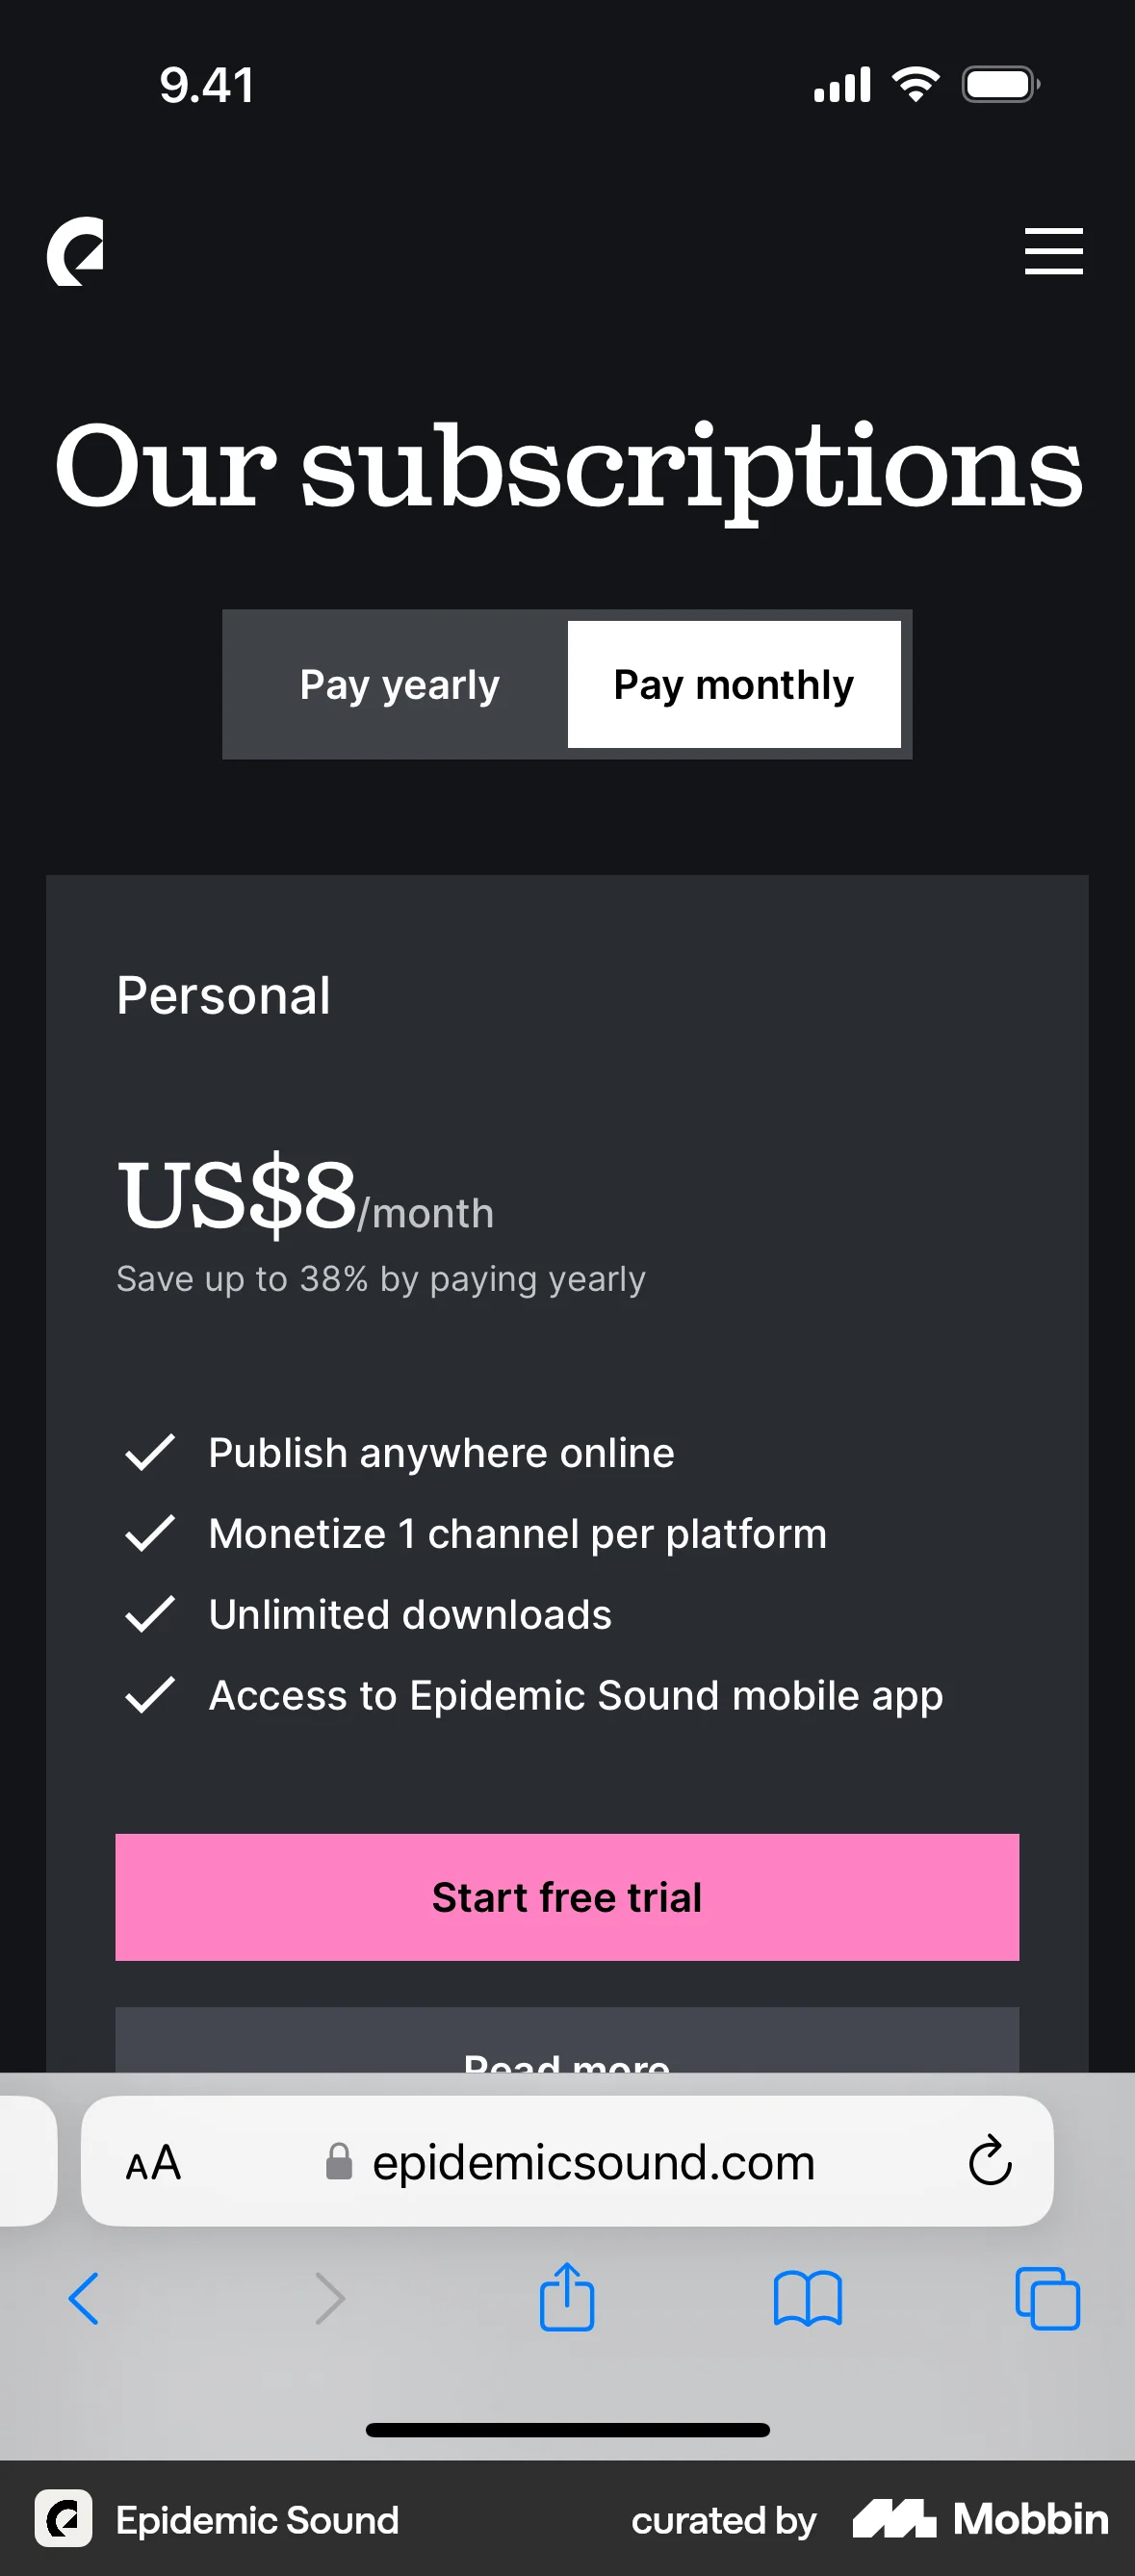 9.41
Our subscriptions
Pay yearly
Pay monthly
Personal
US$8/month
Save up to 38% by paying yearly
Publish anywhere online
Monetize 1 channel per platform
Unlimited downloads
Access to Epidemic Sound mobile app
Start free trial
Read more
AA
epidemicsound.com
Epidemic Sound
curated by Mobbin